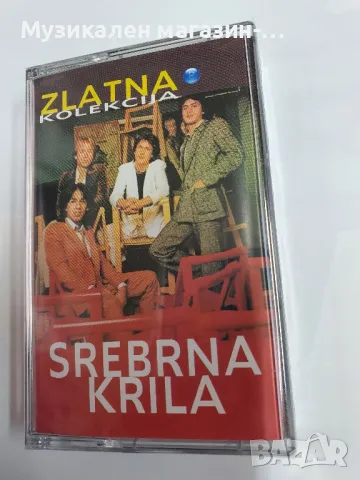 Музикален магазин-...
ZLATNA
KOLEKCIJA
SREBRNA
KRILA
BAZAR